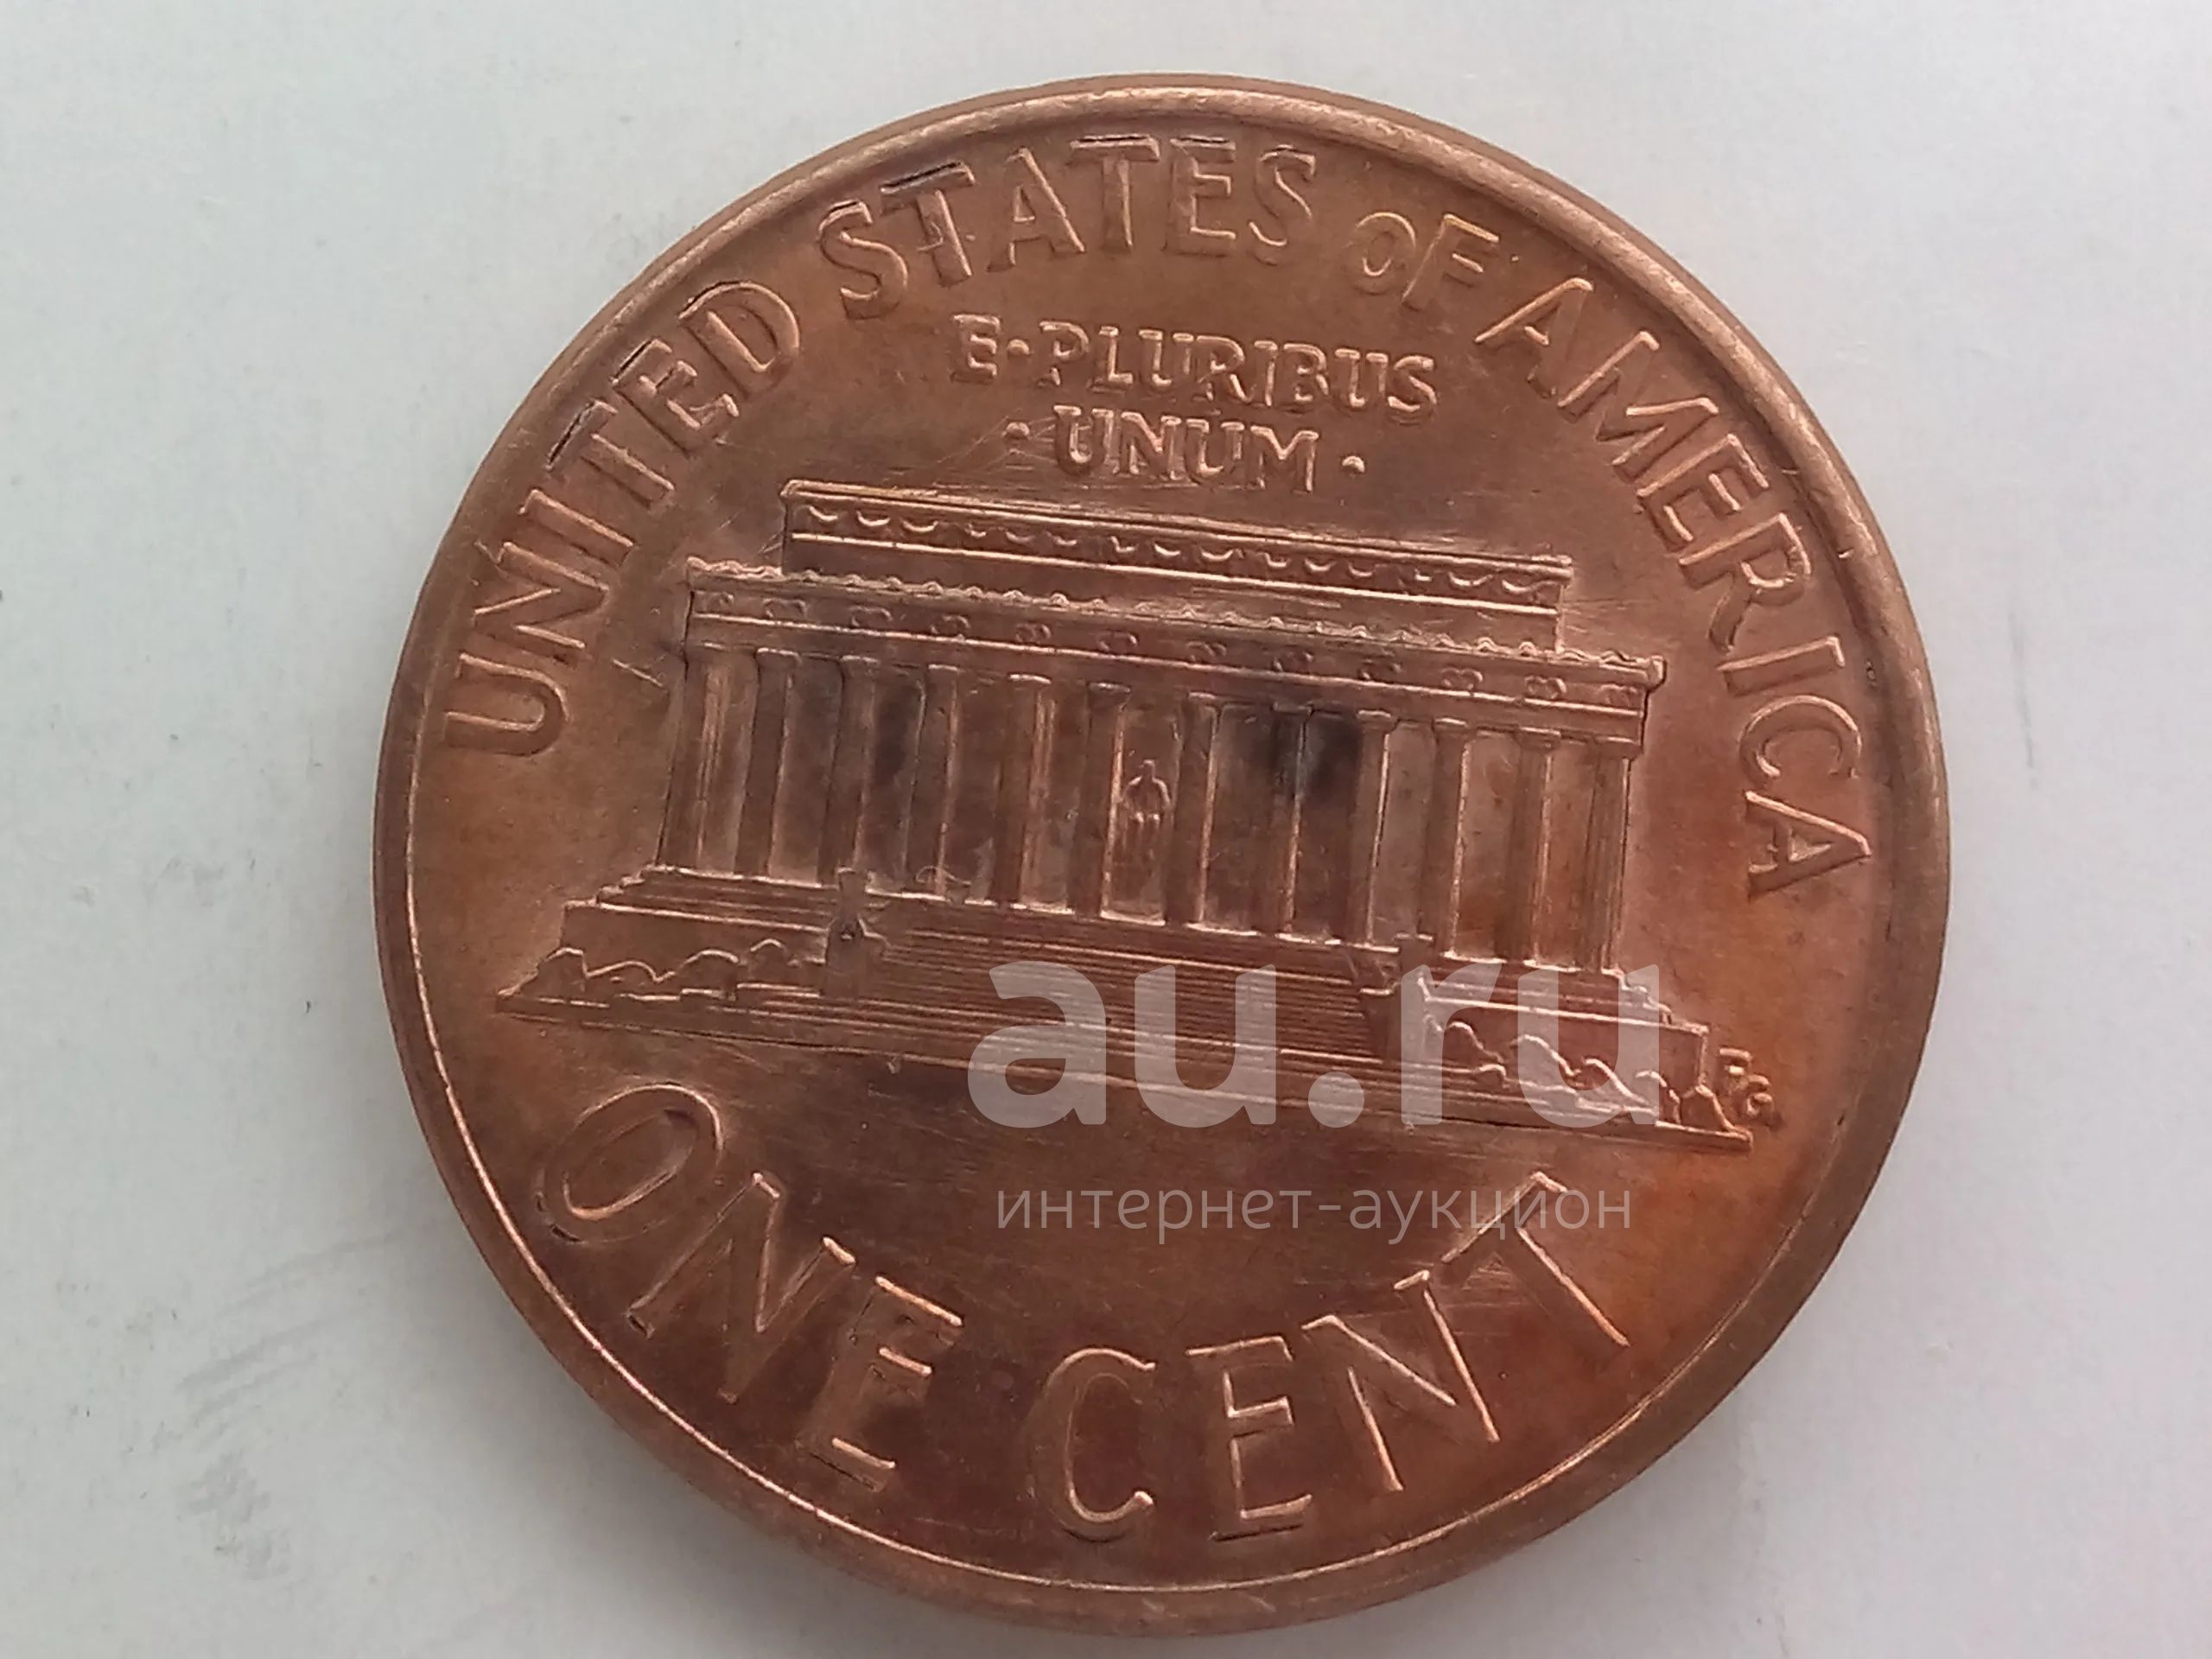 UNITED STATES OF AMERICA
E·PLURIBUS
·UNUM·
FG
ONE CENT
au.ru
интернет-аукцион